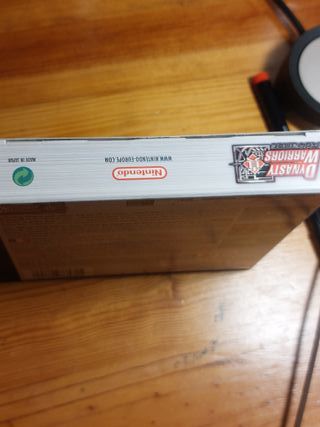 DYNASTY
WARRIORS
Nintendo
WWW.NINTENDO-EUROPE.COM
MADE IN JAPAN